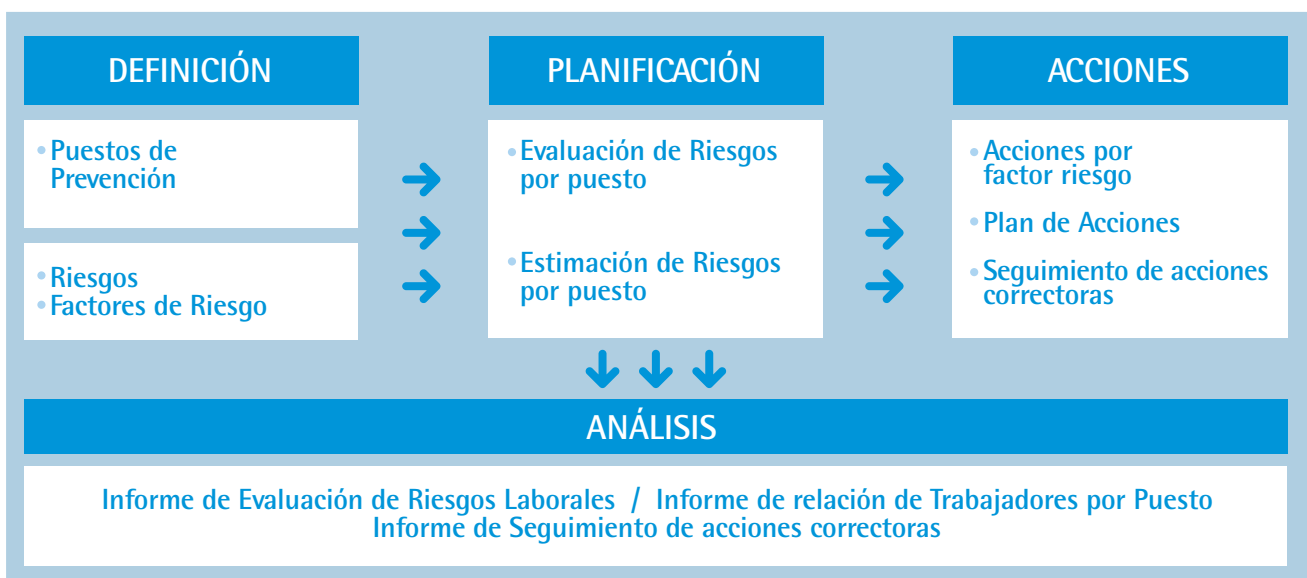 DEFINICIÓN
• Puestos de
Prevención
• Riesgos
• Factores de Riesgo
PLANIFICACIÓN
• Evaluación de Riesgos
por puesto
• Estimación de Riesgos
por puesto
ACCIONES
• Acciones por
factor riesgo
• Plan de Acciones
• Seguimiento de acciones
correctoras
ANÁLISIS
Informe de Evaluación de Riesgos Laborales / Informe de relación de Trabajadores por Puesto
Informe de Seguimiento de acciones correctoras